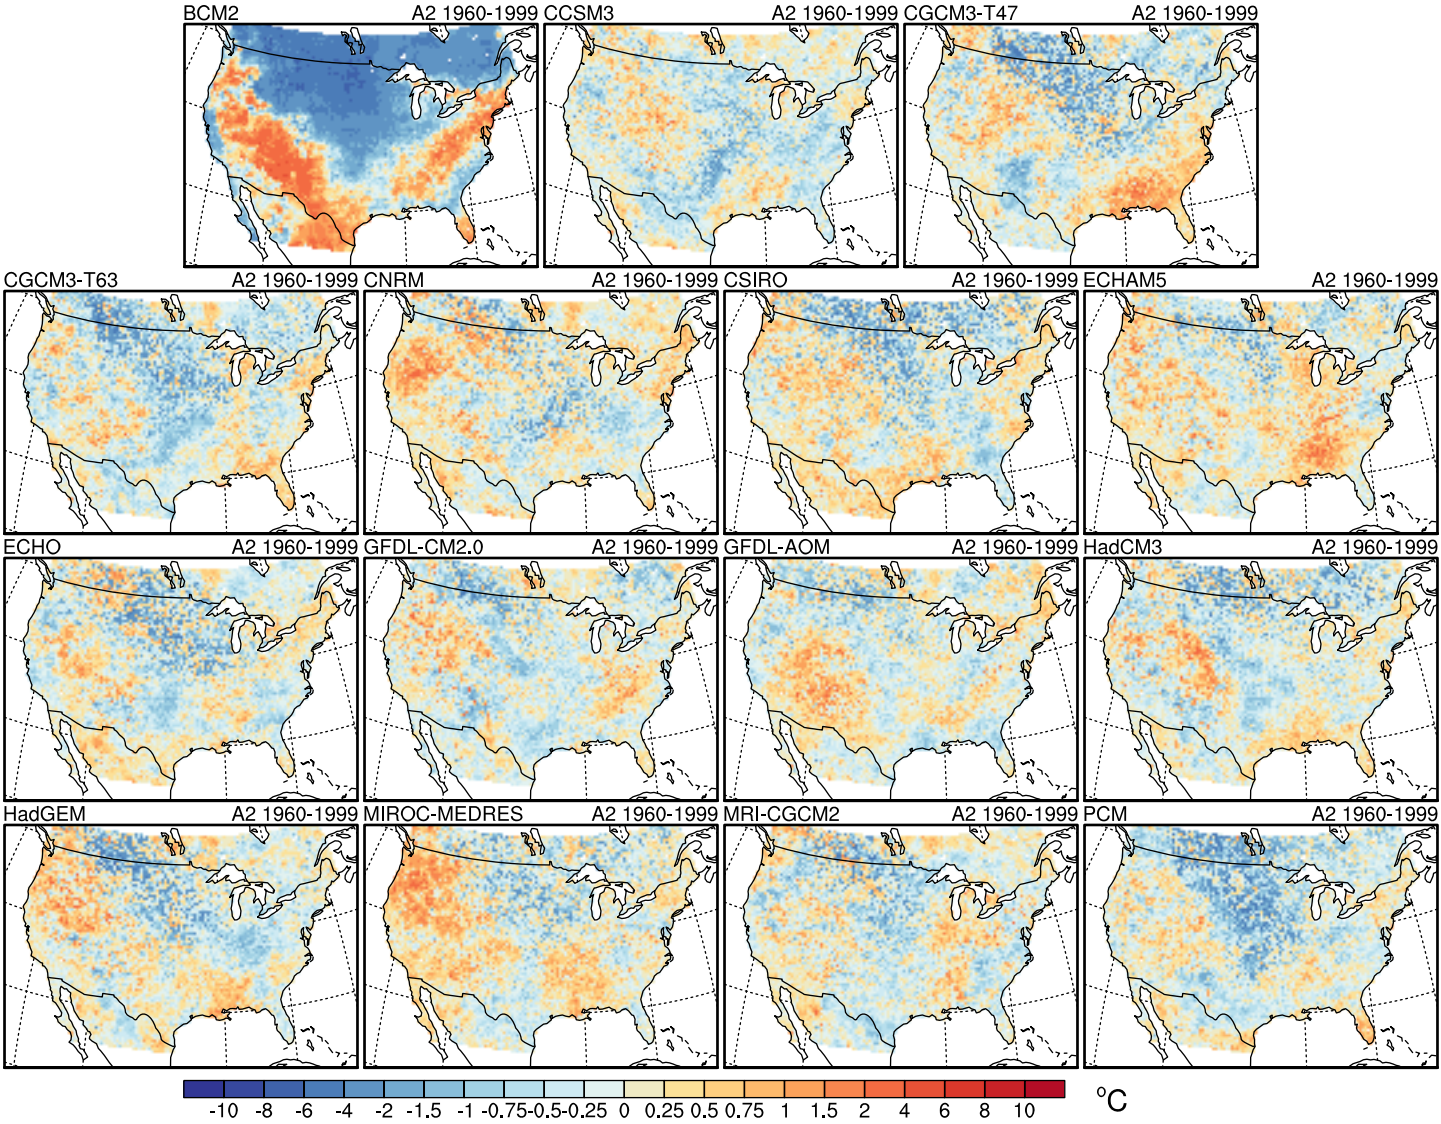 BCM2 A2 1960-1999 CCSM3 A2 1960-1999 CGCM3-T47 A2 1960-1999
CGCM3-T63 A2 1960-1999 CNRM A2 1960-1999 CSIRO A2 1960-1999 ECHAM5 A2 1960-1999
ECHO A2 1960-1999 GFDL-CM2.0 A2 1960-1999 GFDL-AOM A2 1960-1999 HadCM3 A2 1960-1999
HadGEM A2 1960-1999 MIROC-MEDRES A2 1960-1999 MRI-CGCM2 A2 1960-1999 PCM A2 1960-1999
-10 -8 -6 -4 -2 -1.5 -1 -0.75 -0.5 -0.25 0 0.25 0.5 0.75 1 1.5 2 4 6 8 10 °C